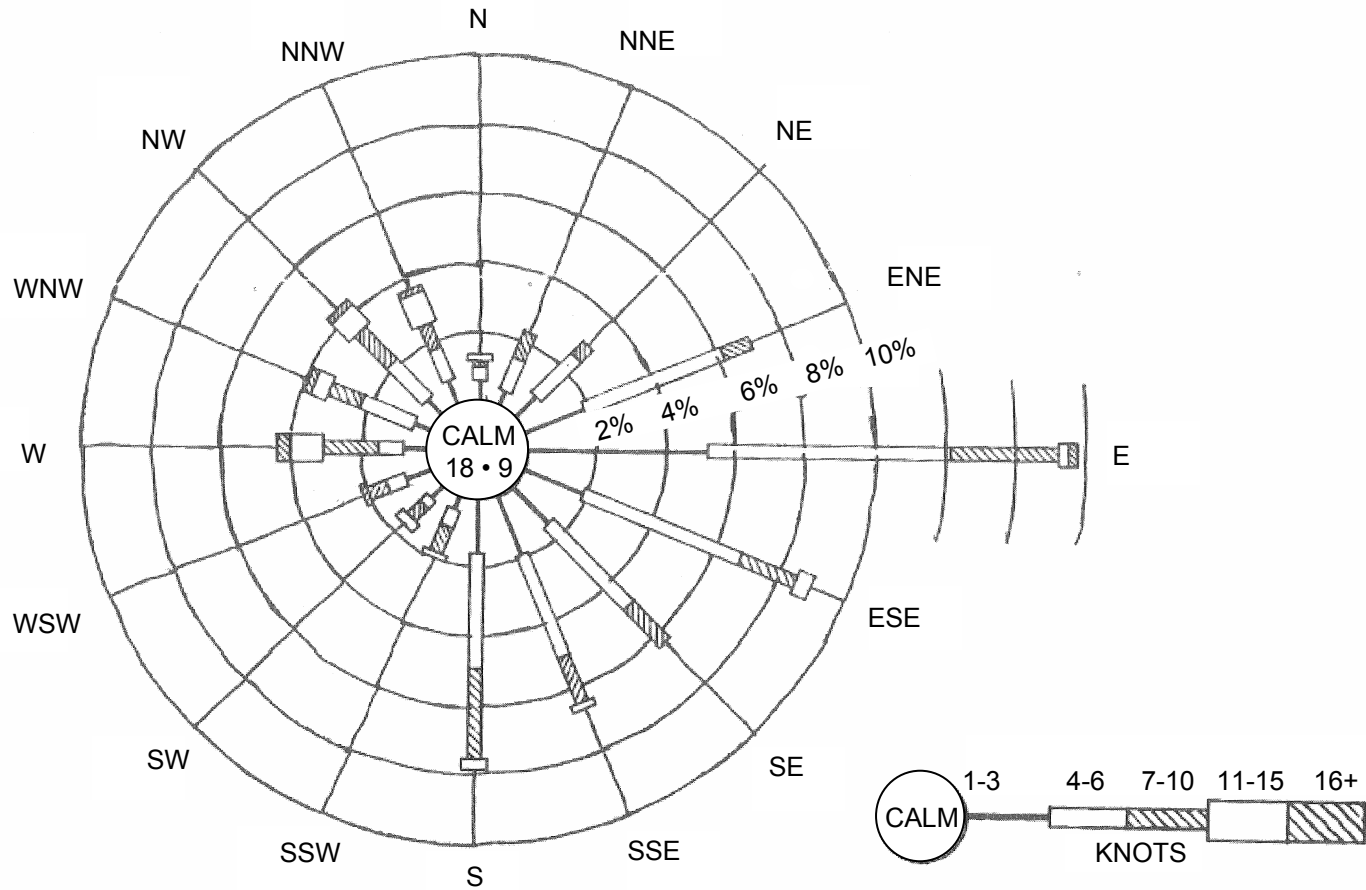 N
NNW
NNE
NW
NE
WNW
ENE
10%
8%
6%
4%
2%
CALM
18 • 9
W
E
WSW
ESE
SW
SE
SSW
SSE
S
1-3
4-6
7-10
11-15
16+
CALM
KNOTS